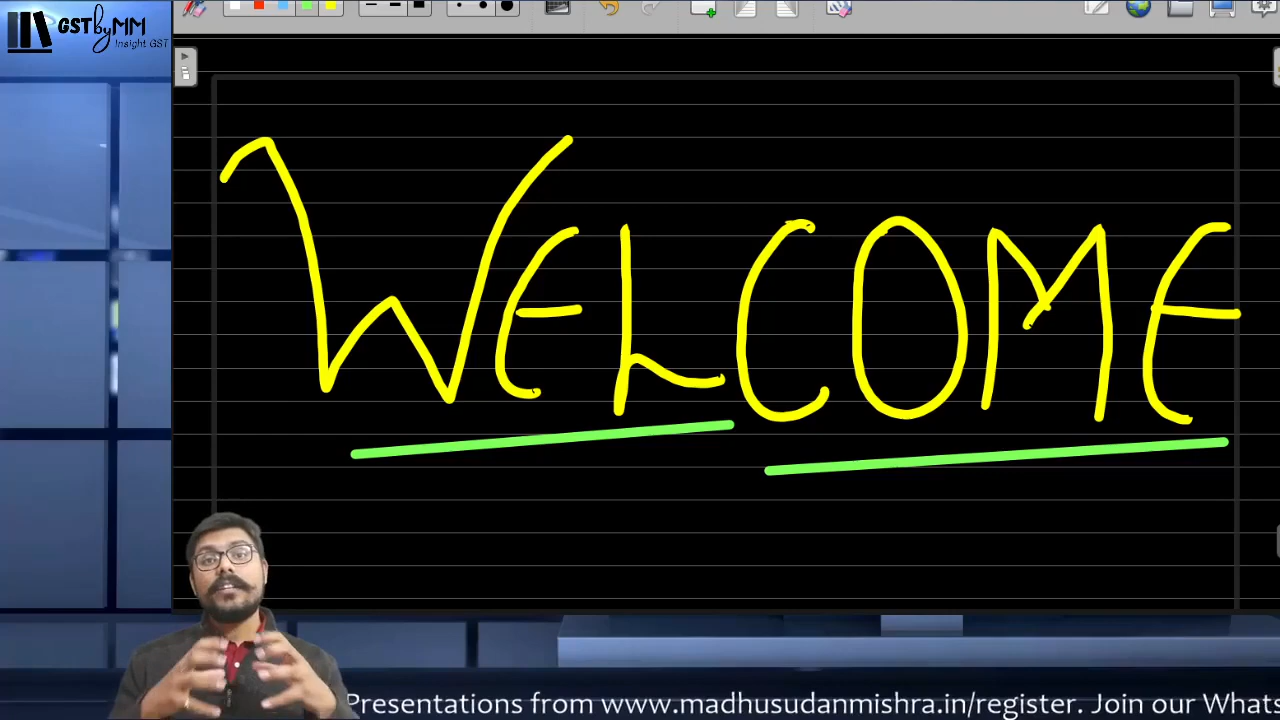 GSTbyMM
Insight GST
WELCOME
Presentations from www.madhusudanmishra.in/register. Join our Whats